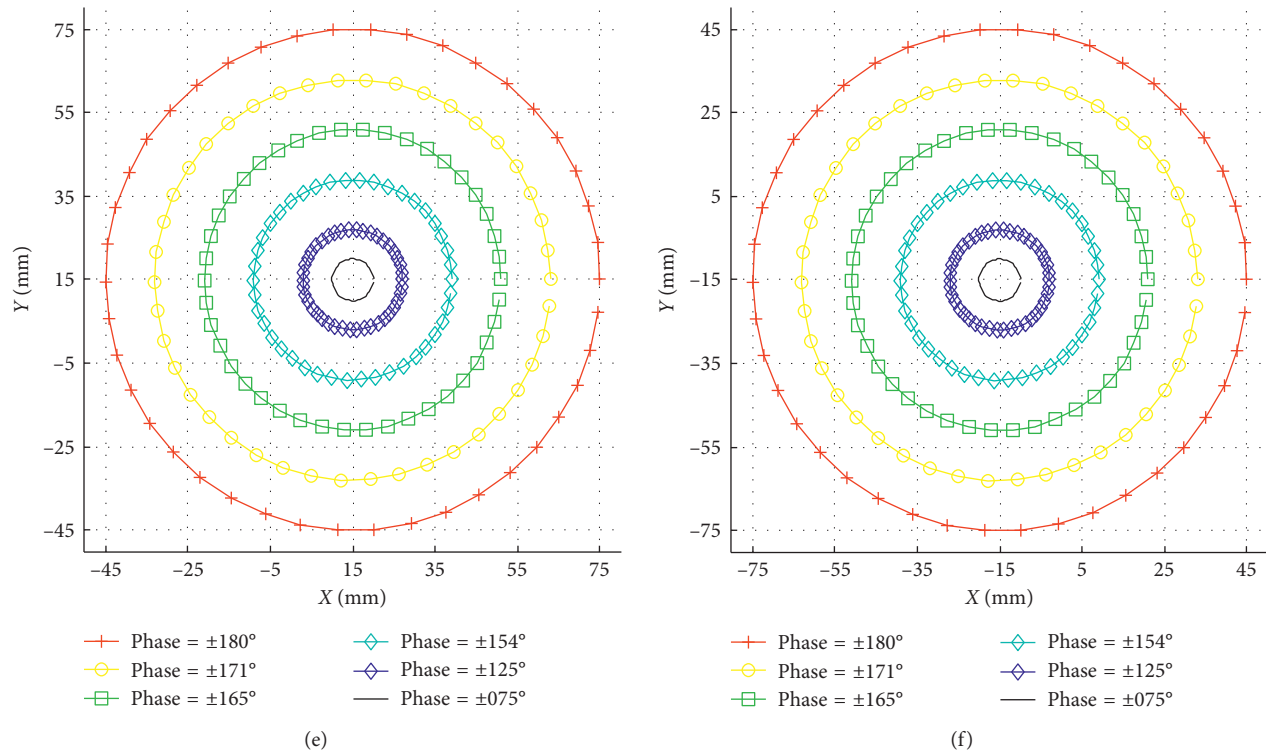 75
55
35
15
−5
−25
−45
Y (mm)
−45 −25 −5 15 35 55 75
X (mm)
Phase = ±180°
Phase = ±171°
Phase = ±165°
Phase = ±154°
Phase = ±125°
Phase = ±075°
(e)
45
25
5
−15
−35
−55
−75
Y (mm)
−75 −55 −35 −15 5 25 45
X (mm)
Phase = ±180°
Phase = ±171°
Phase = ±165°
Phase = ±154°
Phase = ±125°
Phase = ±075°
(f)